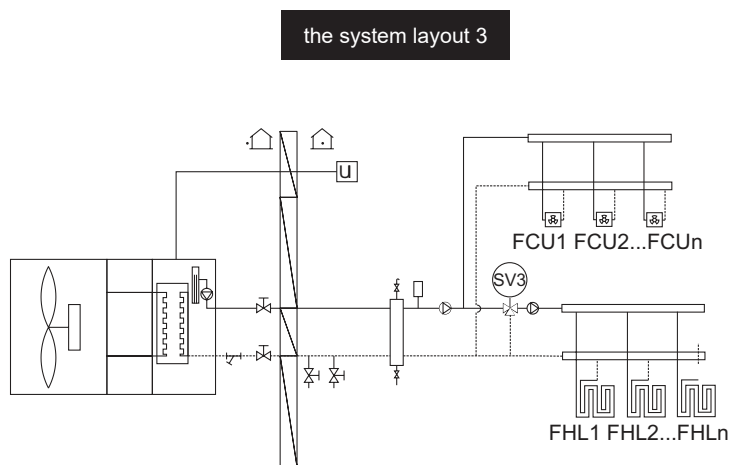 the system layout 3
u
FCU1 FCU2...FCUn
SV3
FHL1 FHL2...FHLn